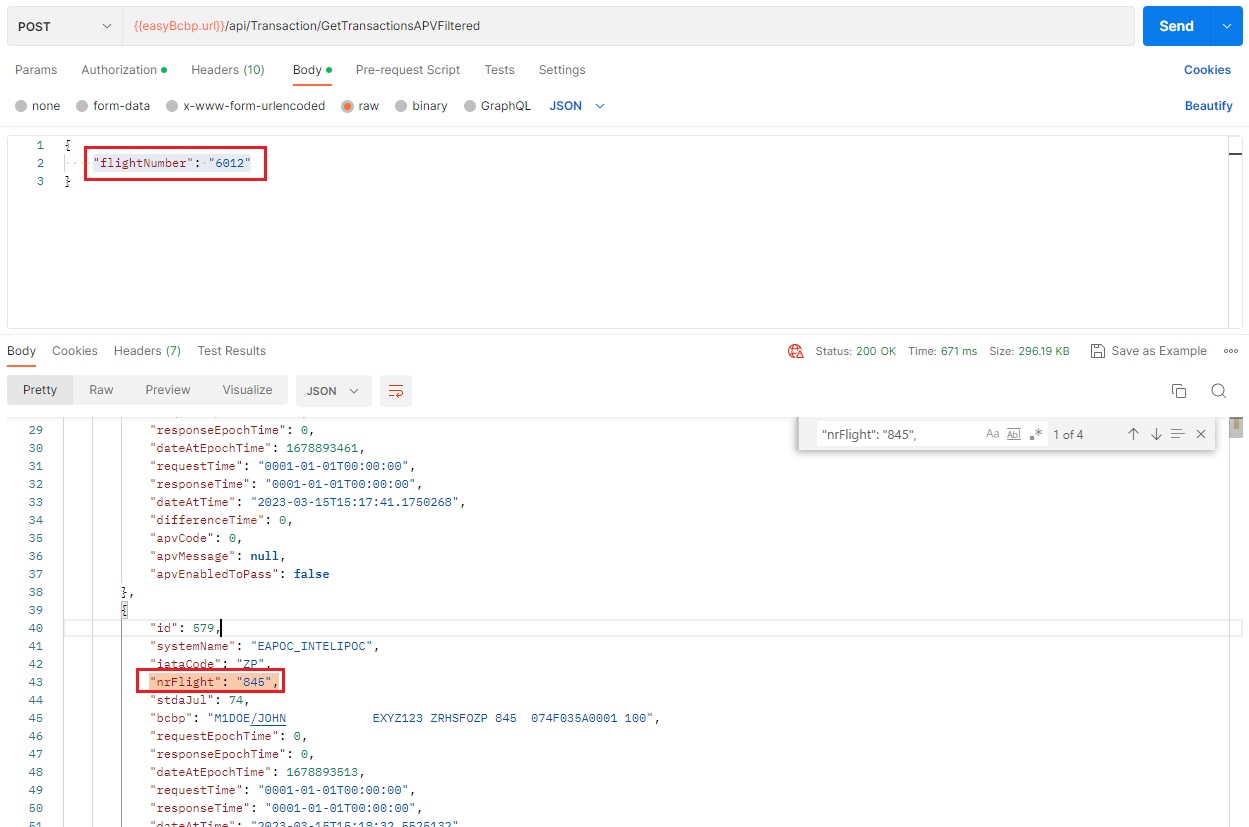 POST
{{easyBcbp.url}}/api/Transaction/GetTransactionsAPVFiltered
Send
Params Authorization Headers (10) Body Pre-request Script Tests Settings Cookies
none form-data x-www-form-urlencoded raw binary GraphQL JSON Beautify
1 {
2 "flightNumber": "6012"
3 }
Body Cookies Headers (7) Test Results Status: 200 OK Time: 671 ms Size: 296.19 KB Save as Example
Pretty Raw Preview Visualize JSON
"nrFlight": "845", Aa Abl .* 1 of 4
29 "responseEpochTime": 0,
30 "dateAtEpochTime": 1678893461,
31 "requestTime": "0001-01-01T00:00:00",
32 "responseTime": "0001-01-01T00:00:00",
33 "dateAtTime": "2023-03-15T15:17:41.1750268",
34 "differenceTime": 0,
35 "apvCode": 0,
36 "apvMessage": null,
37 "apvEnabledToPass": false
38 },
39 {
40 "id": 579,
41 "systemName": "EAPOC_INTELIPOC",
42 "iataCode": "ZP",
43 "nrFlight": "845",
44 "stdaJul": 74,
45 "bcbp": "M1DOE/JOHN            EXYZ123 ZRHSFOZP 845  074F035A0001 100",
46 "requestEpochTime": 0,
47 "responseEpochTime": 0,
48 "dateAtEpochTime": 1678893513,
49 "requestTime": "0001-01-01T00:00:00",
50 "responseTime": "0001-01-01T00:00:00",
51 "dateAtTime": "2023-03-15T15:18:32.5525132",